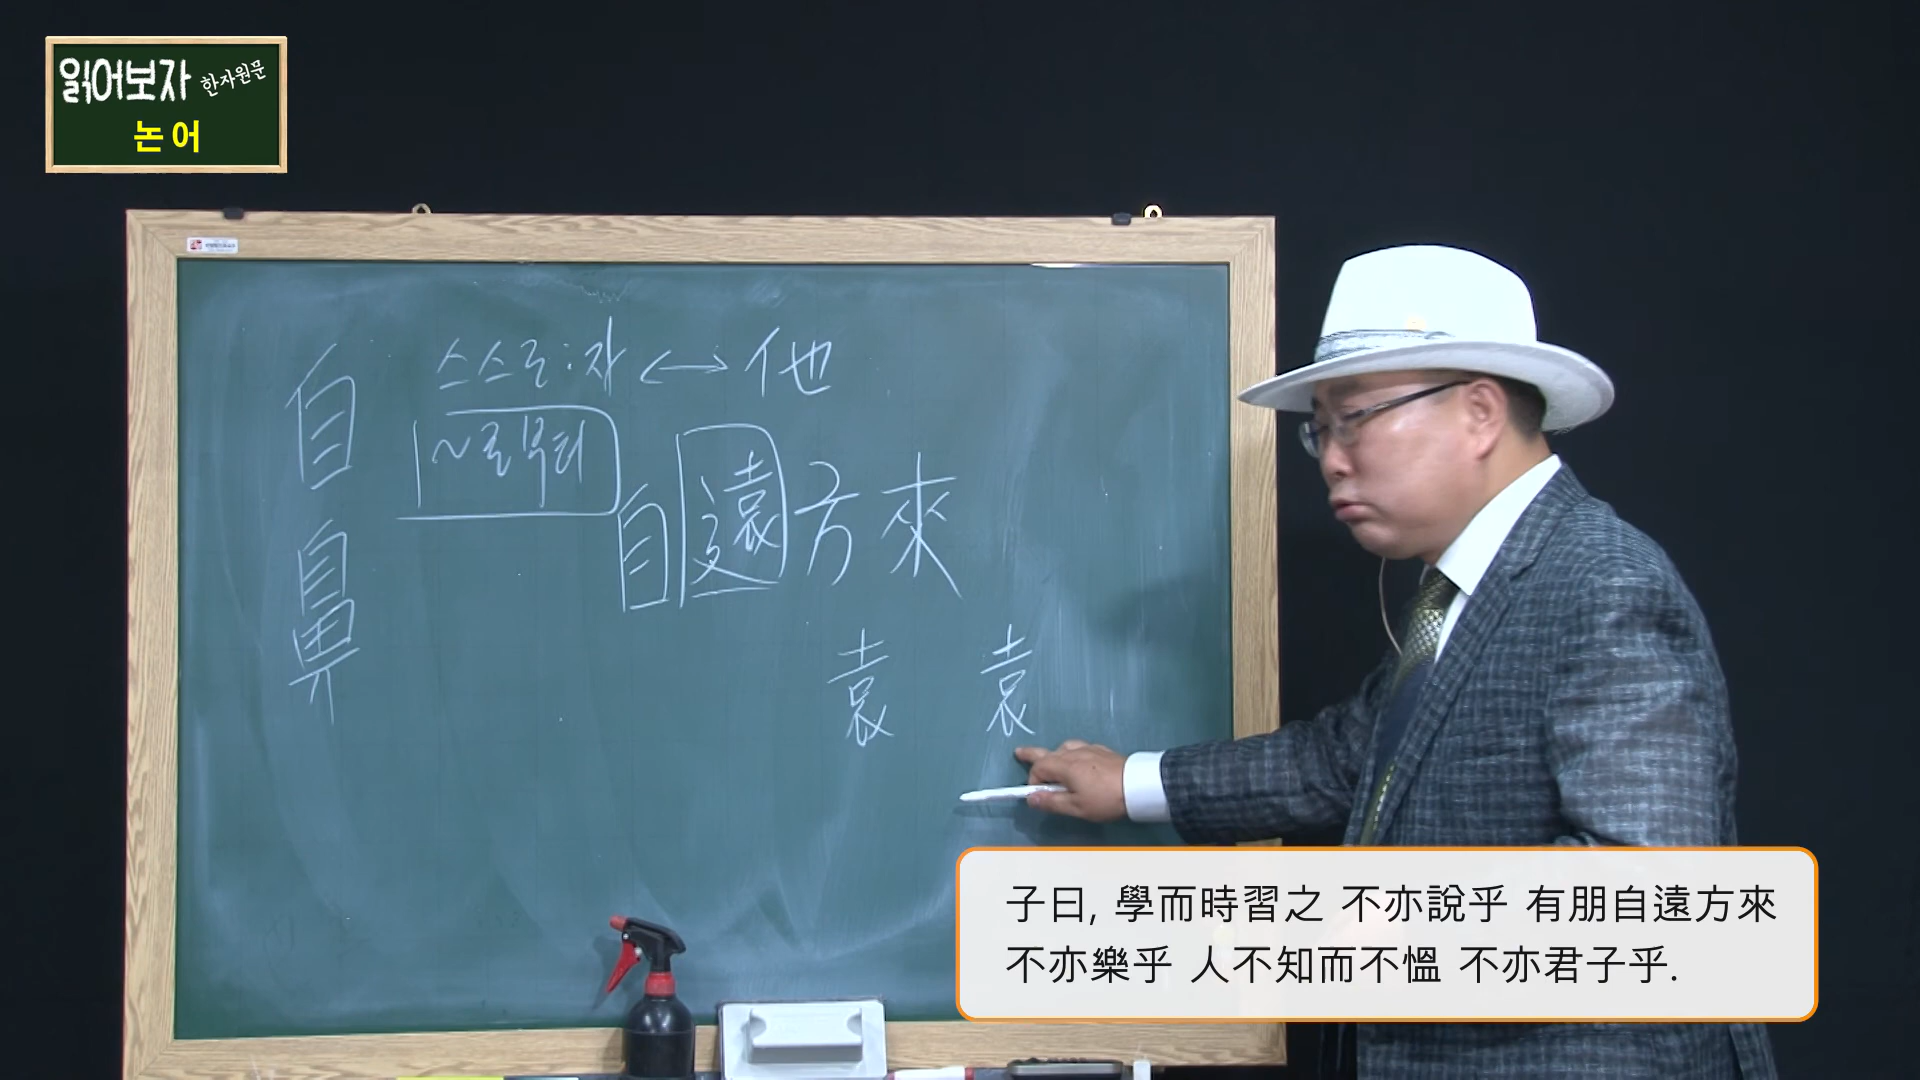 읽어보자 한자원문
논어
自 스스로:자 ↔ 他
~로부터
自遠方來
鼻
袁 袁
子曰, 學而時習之 不亦說乎 有朋自遠方來
不亦樂乎 人不知而不慍 不亦君子乎.